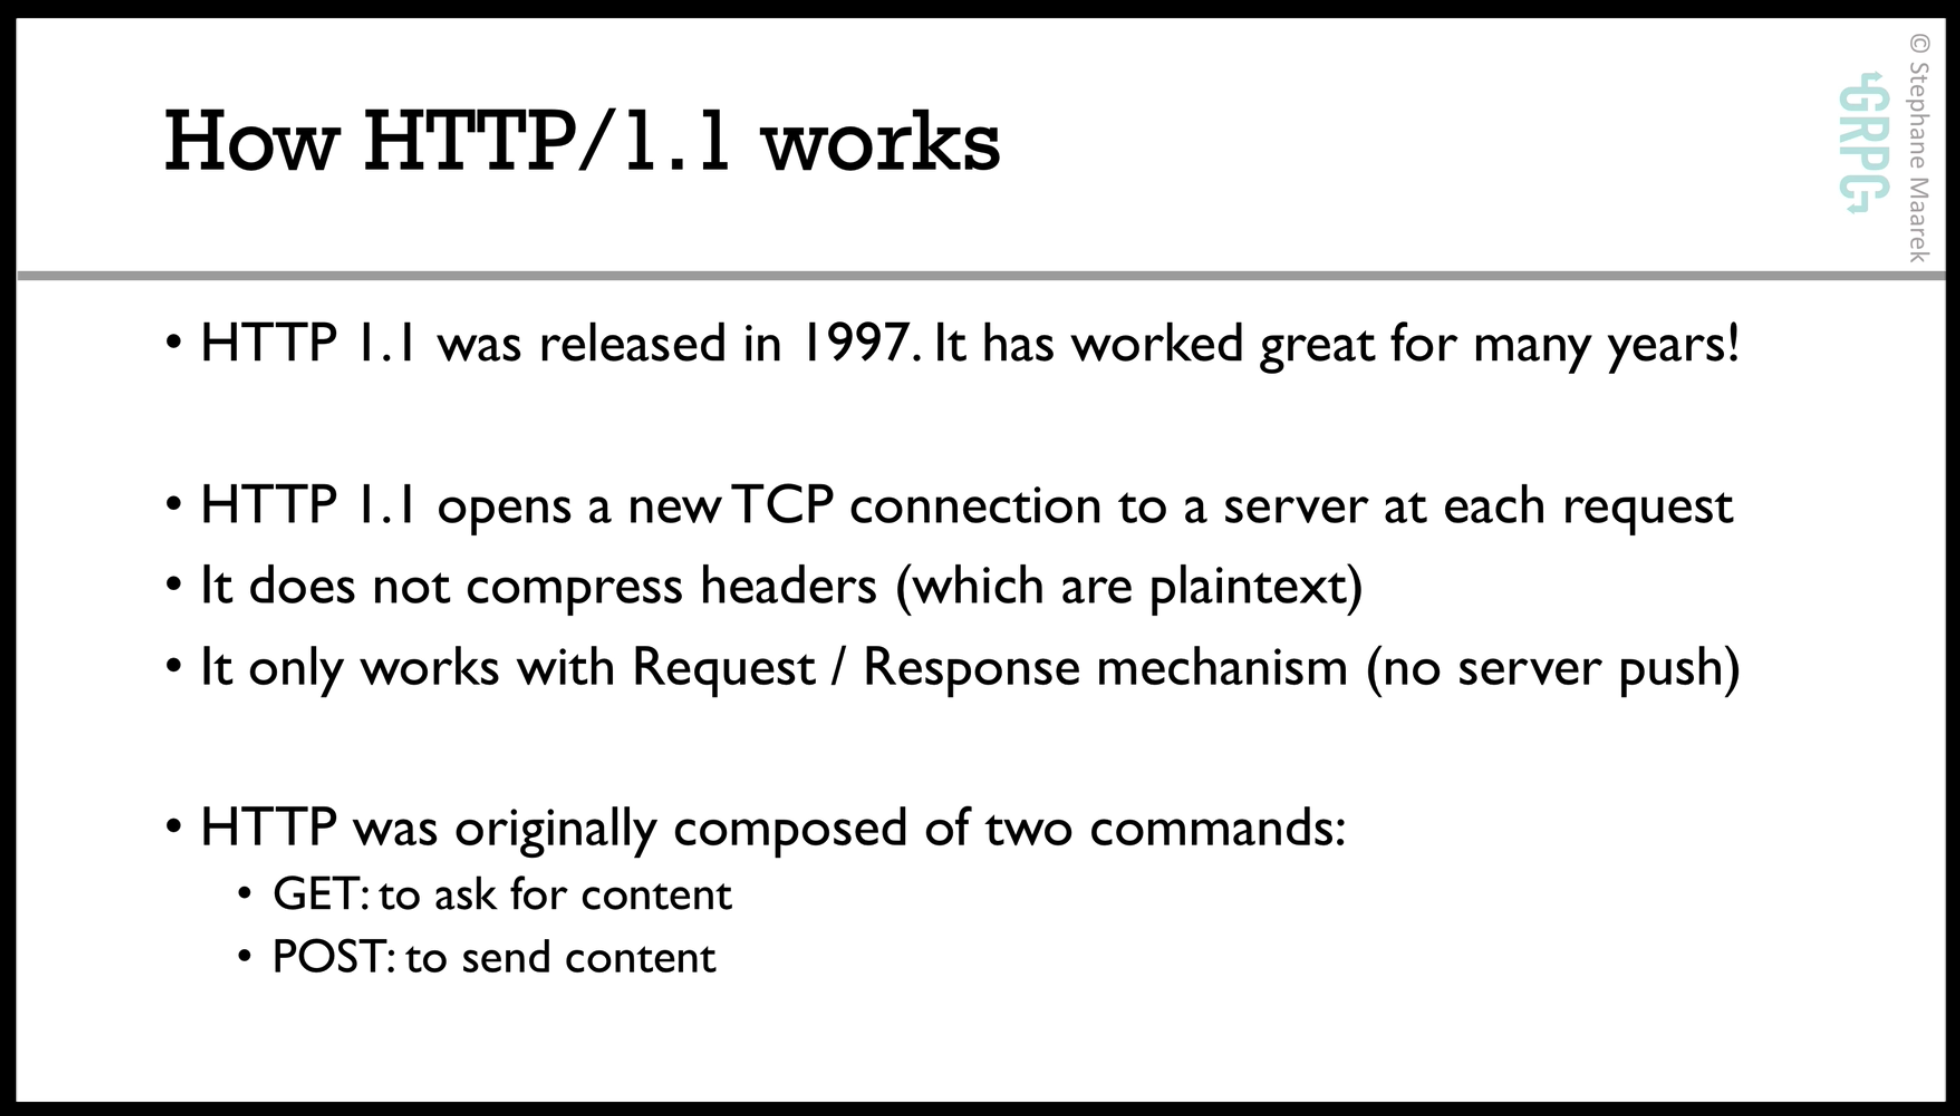 How HTTP/1.1 works
© Stephane Maarek
GRPC
• HTTP 1.1 was released in 1997. It has worked great for many years!
• HTTP 1.1 opens a new TCP connection to a server at each request
• It does not compress headers (which are plaintext)
• It only works with Request / Response mechanism (no server push)
• HTTP was originally composed of two commands:
• GET: to ask for content
• POST: to send content